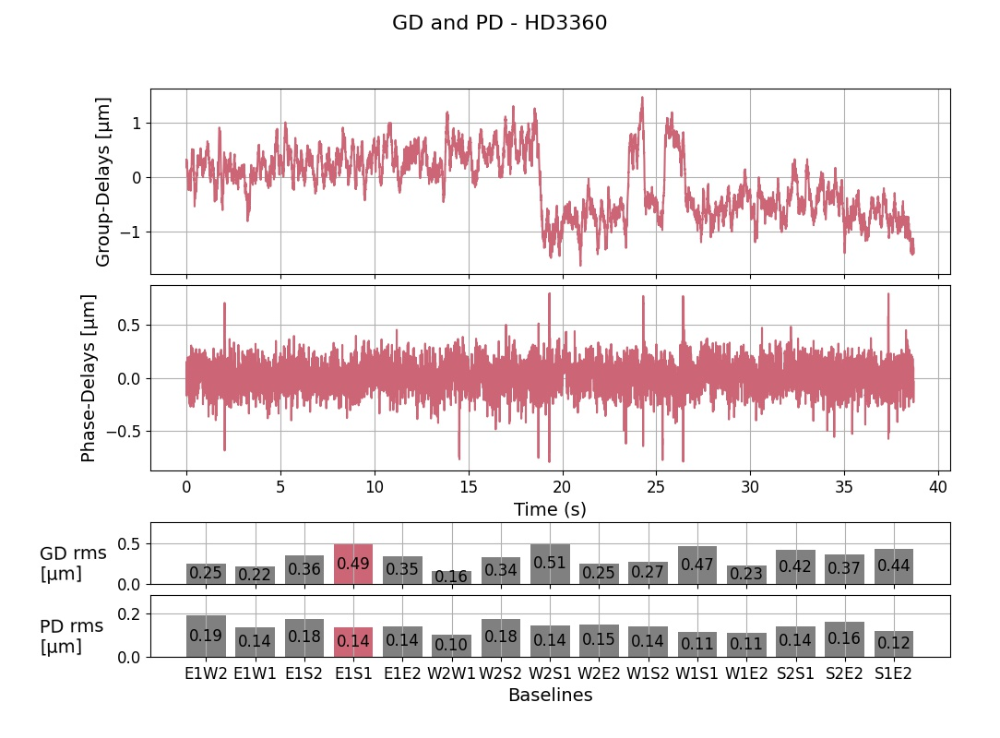 GD and PD - HD3360
Group-Delays [µm]
1
0
−1
Phase-Delays [µm]
0.5
0.0
−0.5
0 5 10 15 20 25 30 35 40
Time (s)
GD rms
[µm]
0.5
0.0
0.25 0.22 0.36 0.49 0.35 0.16 0.34 0.51 0.25 0.27 0.47 0.23 0.42 0.37 0.44
PD rms
[µm]
0.2
0.0
0.19 0.14 0.18 0.14 0.14 0.10 0.18 0.14 0.15 0.14 0.11 0.11 0.14 0.16 0.12
E1W2 E1W1 E1S2 E1S1 E1E2 W2W1 W2S2 W2S1 W2E2 W1S2 W1S1 W1E2 S2S1 S2E2 S1E2
Baselines